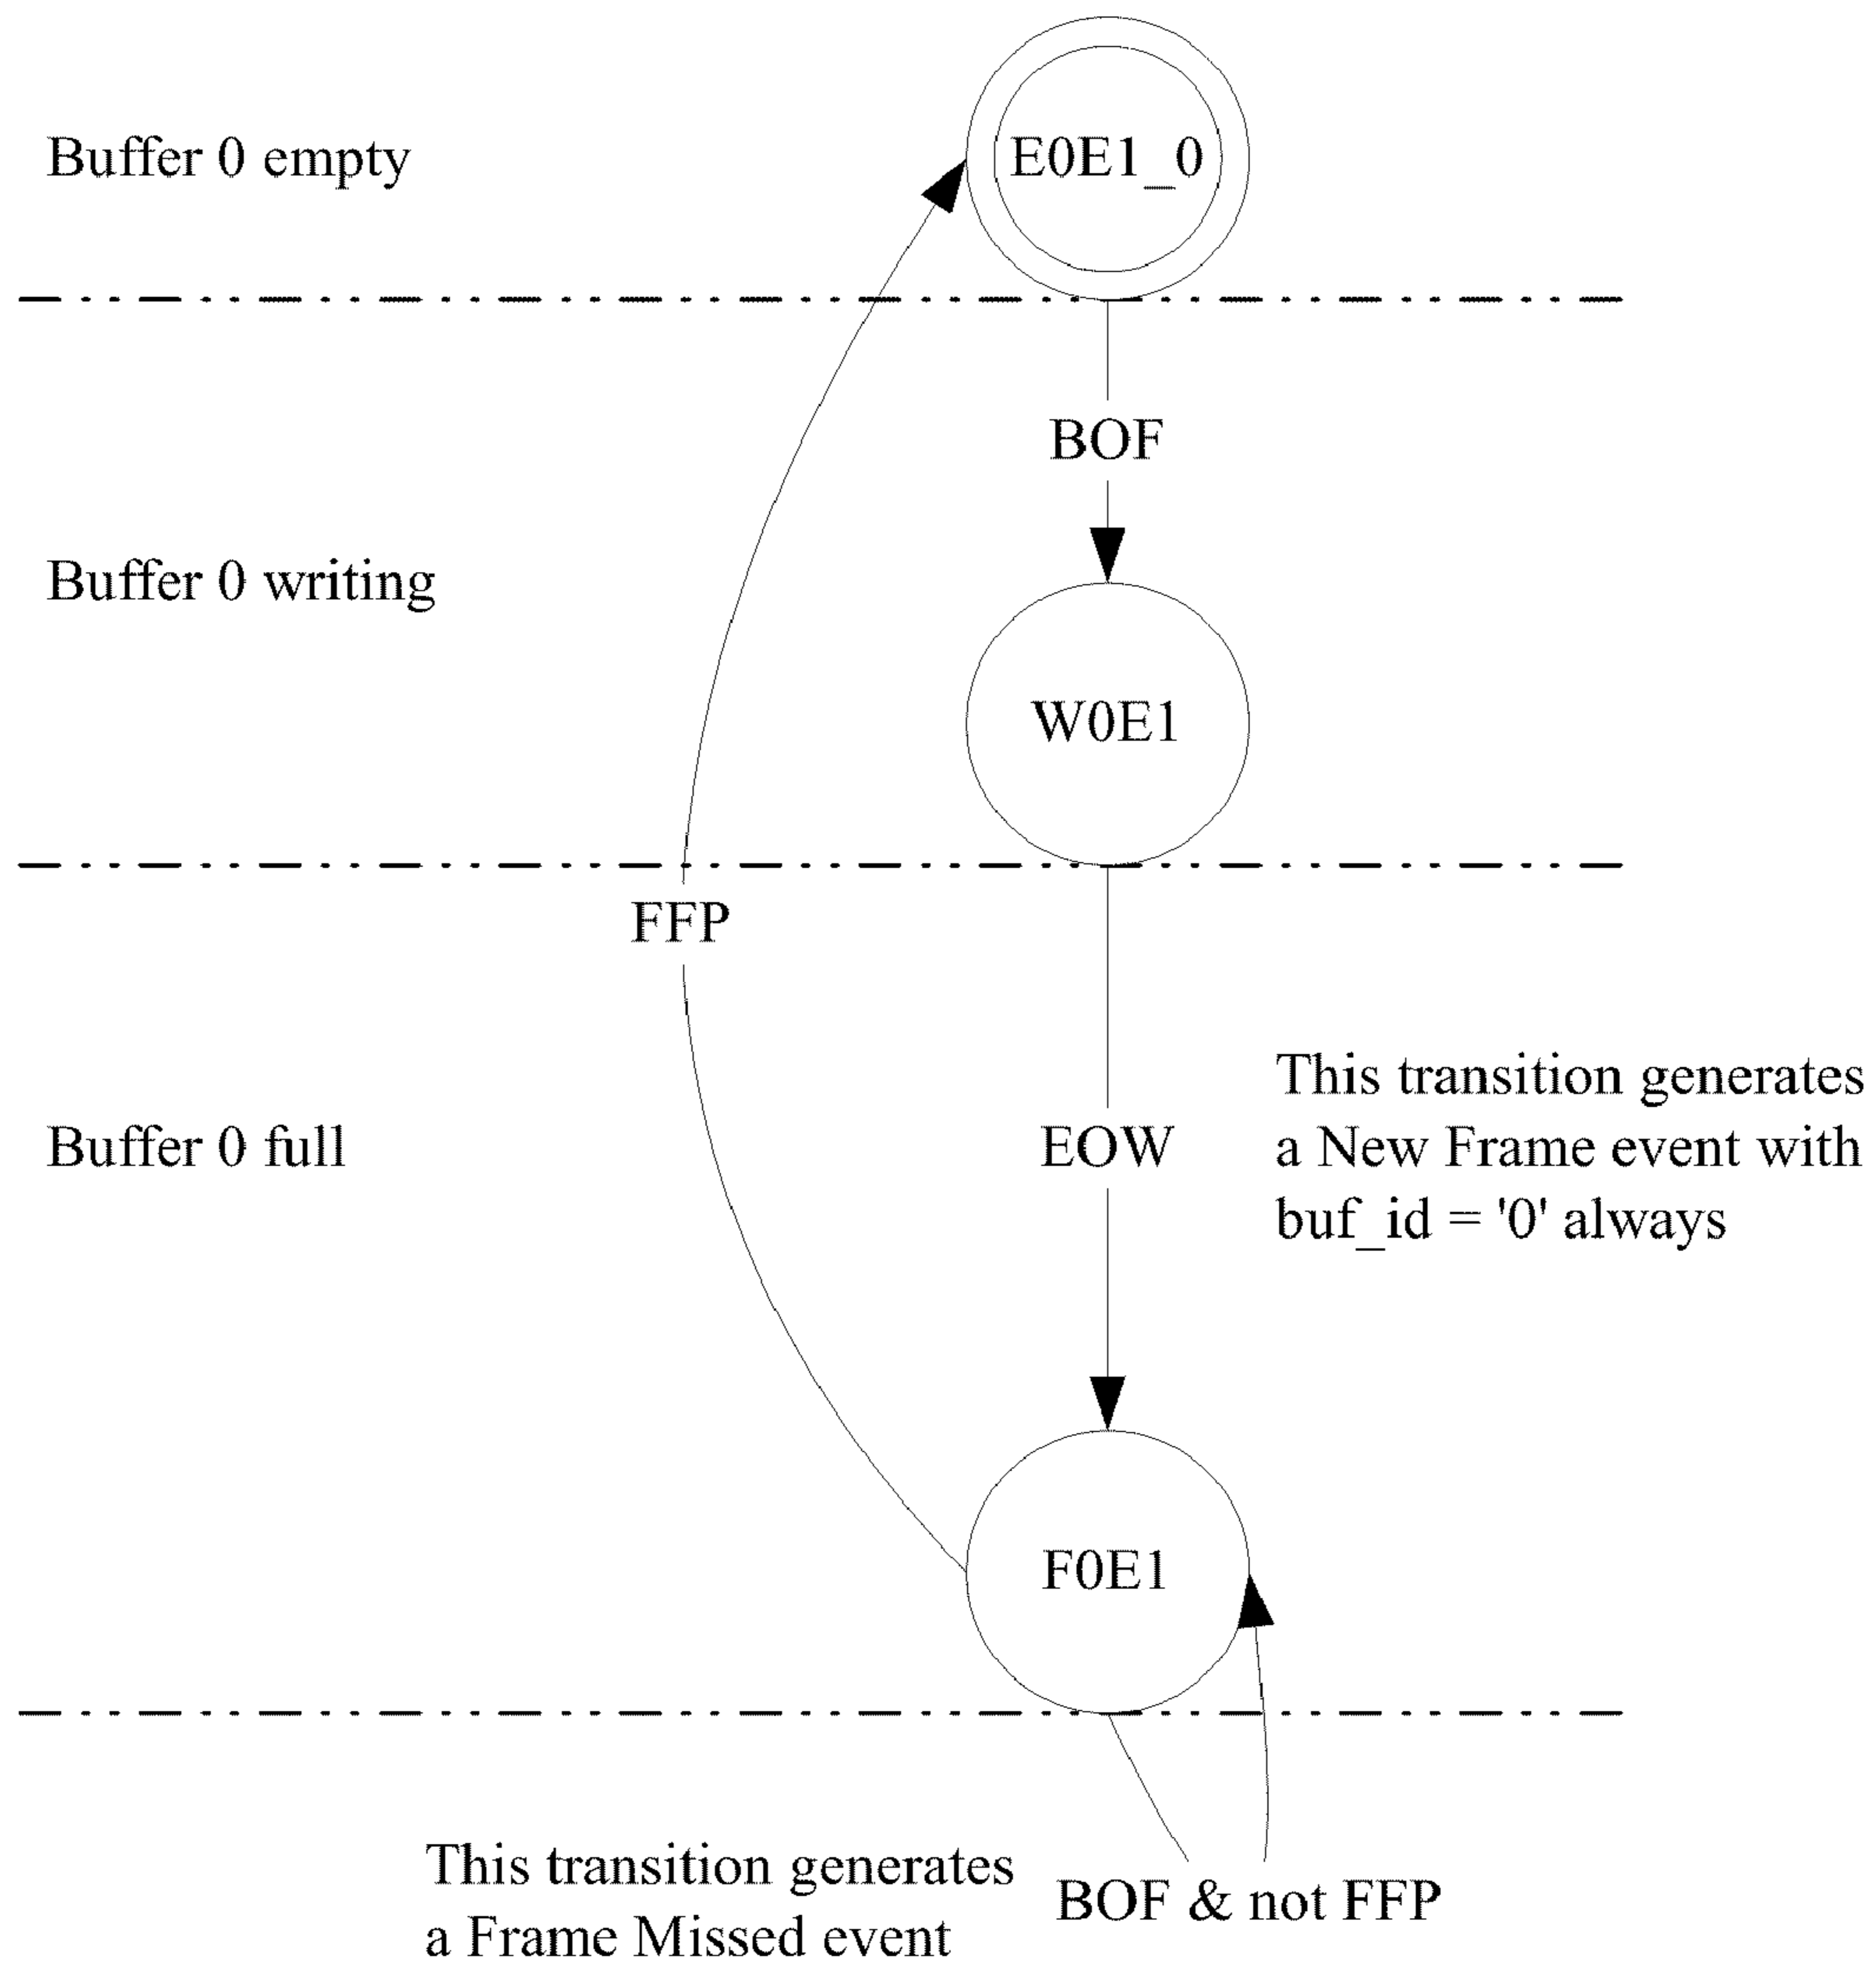 Buffer 0 empty
E0E1_0
BOF
Buffer 0 writing
W0E1
FFP
This transition generates
a New Frame event with
buf_id = '0' always
EOW
Buffer 0 full
F0E1
This transition generates
a Frame Missed event
BOF & not FFP